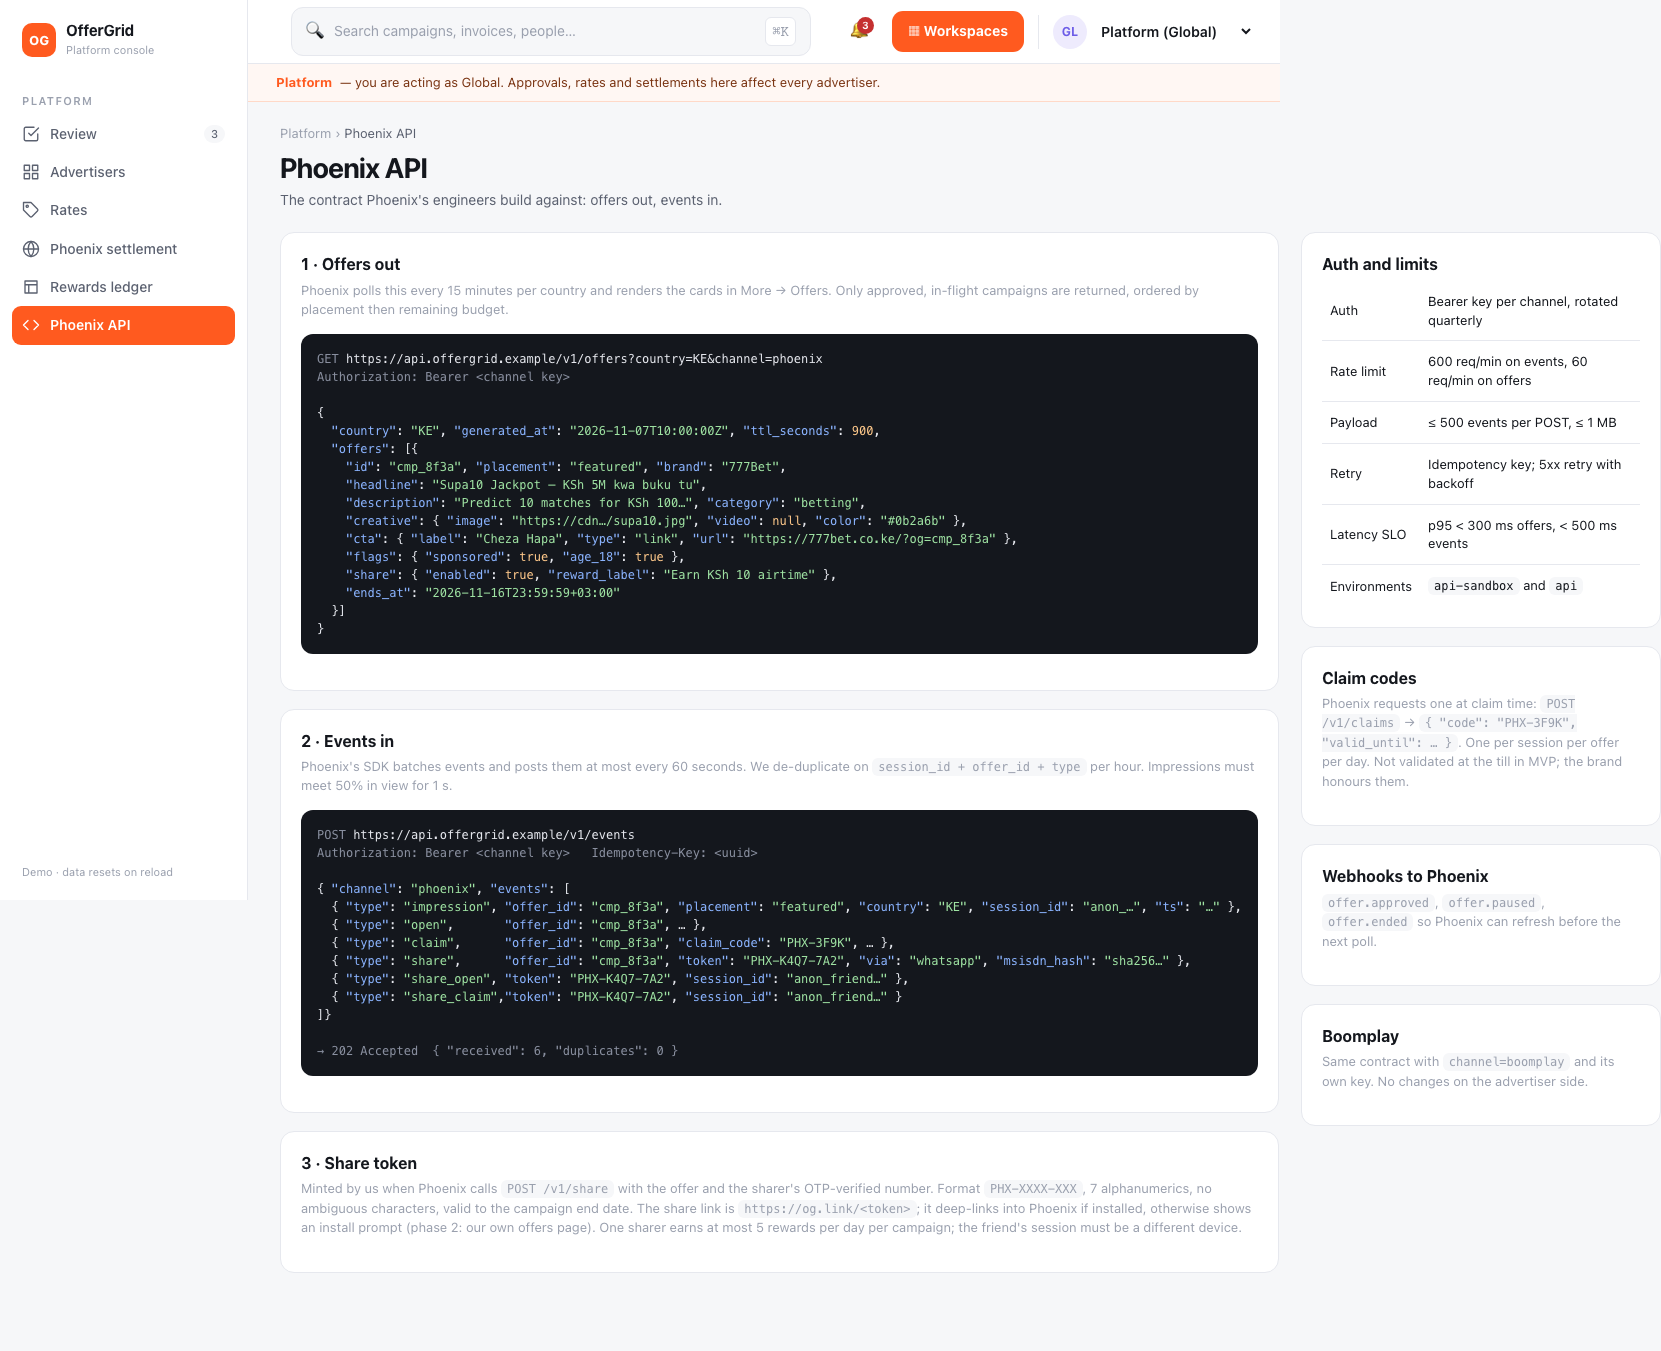 OG
OfferGrid
Platform console
PLATFORM
Review 3
Advertisers
Rates
Phoenix settlement
Rewards ledger
Phoenix API
Demo · data resets on reload
Search campaigns, invoices, people…
⌘K
3
Workspaces
GL
Platform (Global)
Platform — you are acting as Global. Approvals, rates and settlements here affect every advertiser.
Platform › Phoenix API
Phoenix API
The contract Phoenix's engineers build against: offers out, events in.
1 · Offers out
Phoenix polls this every 15 minutes per country and renders the cards in More → Offers. Only approved, in-flight campaigns are returned, ordered by
placement then remaining budget.
GET https://api.offergrid.example/v1/offers?country=KE&channel=phoenix
Authorization: Bearer <channel key>
{
"country": "KE", "generated_at": "2026-11-07T10:00:00Z", "ttl_seconds": 900,
"offers": [{
"id": "cmp_8f3a", "placement": "featured", "brand": "777Bet",
"headline": "Supa10 Jackpot — KSh 5M kwa buku tu",
"description": "Predict 10 matches for KSh 100…", "category": "betting",
"creative": { "image": "https://cdn…/supa10.jpg", "video": null, "color": "#0b2a6b" },
"cta": { "label": "Cheza Hapa", "type": "link", "url": "https://777bet.co.ke/?og=cmp_8f3a" },
"flags": { "sponsored": true, "age_18": true },
"share": { "enabled": true, "reward_label": "Earn KSh 10 airtime" },
"ends_at": "2026-11-16T23:59:59+03:00"
}]
}
2 · Events in
Phoenix's SDK batches events and posts them at most every 60 seconds. We de-duplicate on session_id + offer_id + type per hour. Impressions must
meet 50% in view for 1 s.
POST https://api.offergrid.example/v1/events
Authorization: Bearer <channel key>   Idempotency-Key: <uuid>
{ "channel": "phoenix", "events": [
{ "type": "impression", "offer_id": "cmp_8f3a", "placement": "featured", "country": "KE", "session_id": "anon_…", "ts": "…" },
{ "type": "open",       "offer_id": "cmp_8f3a", … },
{ "type": "claim",      "offer_id": "cmp_8f3a", "claim_code": "PHX-3F9K", … },
{ "type": "share",      "offer_id": "cmp_8f3a", "token": "PHX-K4Q7-7A2", "via": "whatsapp", "msisdn_hash": "sha256…" },
{ "type": "share_open", "token": "PHX-K4Q7-7A2", "session_id": "anon_friend…" },
{ "type": "share_claim","token": "PHX-K4Q7-7A2", "session_id": "anon_friend…" }
]}
→ 202 Accepted  { "received": 6, "duplicates": 0 }
3 · Share token
Minted by us when Phoenix calls POST /v1/share with the offer and the sharer's OTP-verified number. Format PHX-XXXX-XXX, 7 alphanumerics, no
ambiguous characters, valid to the campaign end date. The share link is https://og.link/<token> ; it deep-links into Phoenix if installed, otherwise shows
an install prompt (phase 2: our own offers page). One sharer earns at most 5 rewards per day per campaign; the friend's session must be a different device.
Auth and limits
Auth Bearer key per channel, rotated
quarterly
Rate limit 600 req/min on events, 60
req/min on offers
Payload ≤ 500 events per POST, ≤ 1 MB
Retry Idempotency key; 5xx retry with
backoff
Latency SLO p95 < 300 ms offers, < 500 ms
events
Environments api-sandbox and api
Claim codes
Phoenix requests one at claim time: POST
/v1/claims → { "code": "PHX-3F9K",
"valid_until": … } . One per session per offer
per day. Not validated at the till in MVP; the brand
honours them.
Webhooks to Phoenix
offer.approved , offer.paused ,
offer.ended so Phoenix can refresh before the
next poll.
Boomplay
Same contract with channel=boomplay and its
own key. No changes on the advertiser side.